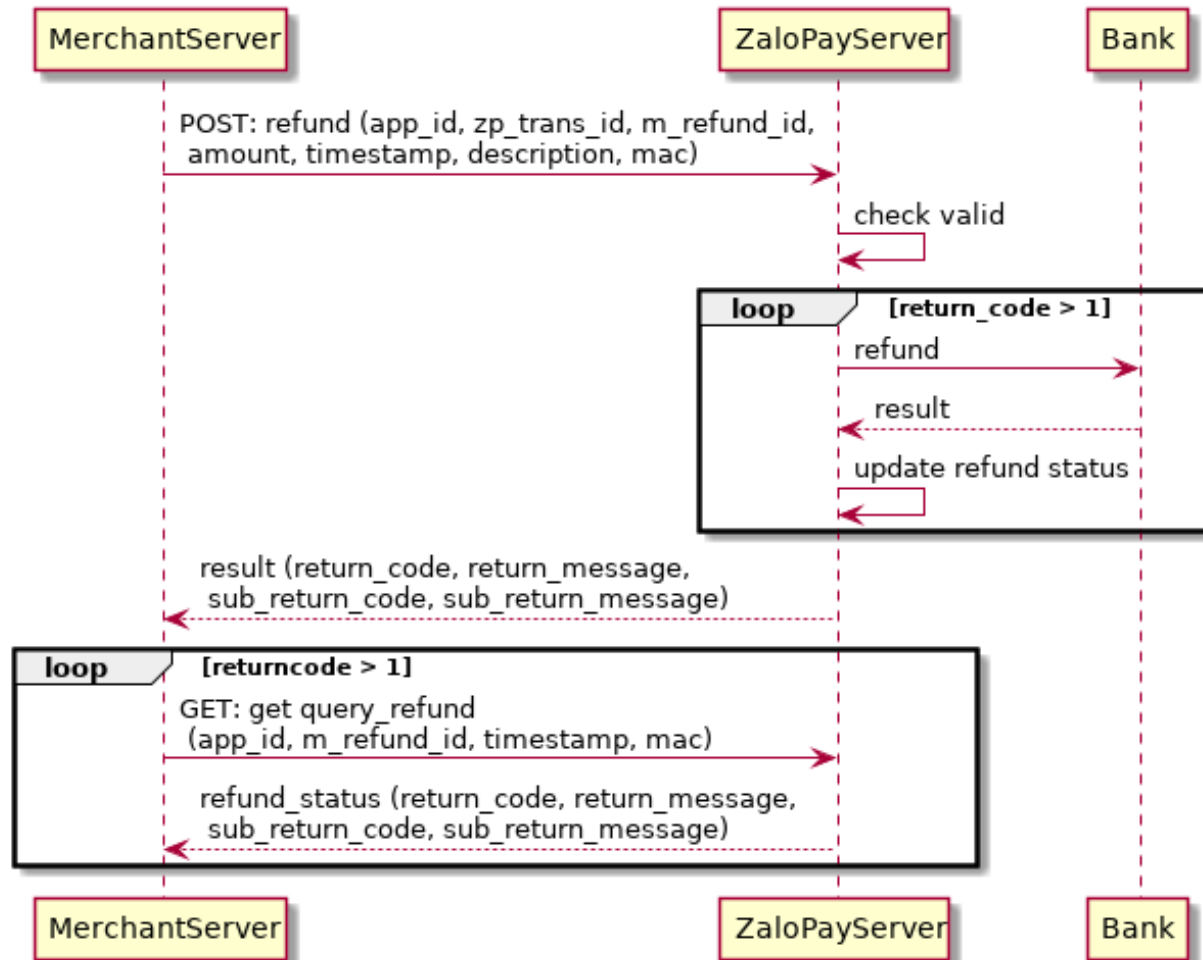 MerchantServer
ZaloPayServer
Bank
POST: refund (app_id, zp_trans_id, m_refund_id,
amount, timestamp, description, mac)
check valid
loop
[return_code > 1]
refund
result
update refund status
result (return_code, return_message,
sub_return_code, sub_return_message)
loop
[returncode > 1]
GET: get query_refund
(app_id, m_refund_id, timestamp, mac)
refund_status (return_code, return_message,
sub_return_code, sub_return_message)
MerchantServer
ZaloPayServer
Bank